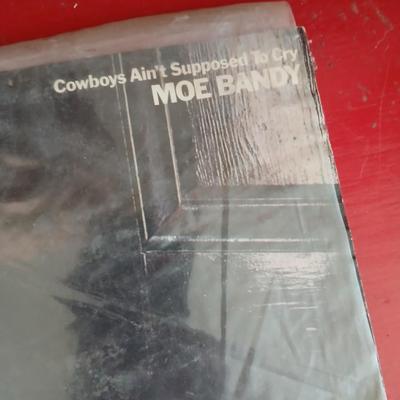 Cowboys Ain't Supposed To Cry
MOE BANDY